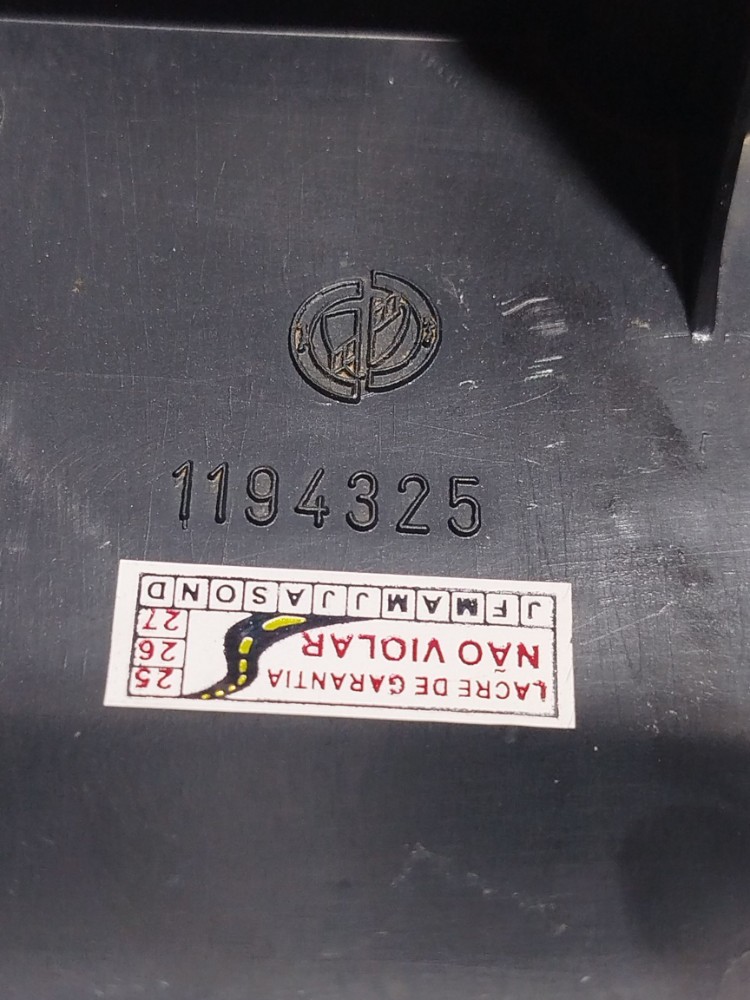 1194325
LACRE DE GARANTIA
NÃO VIOLAR
25
26
27
J F M A M J J A S O N D